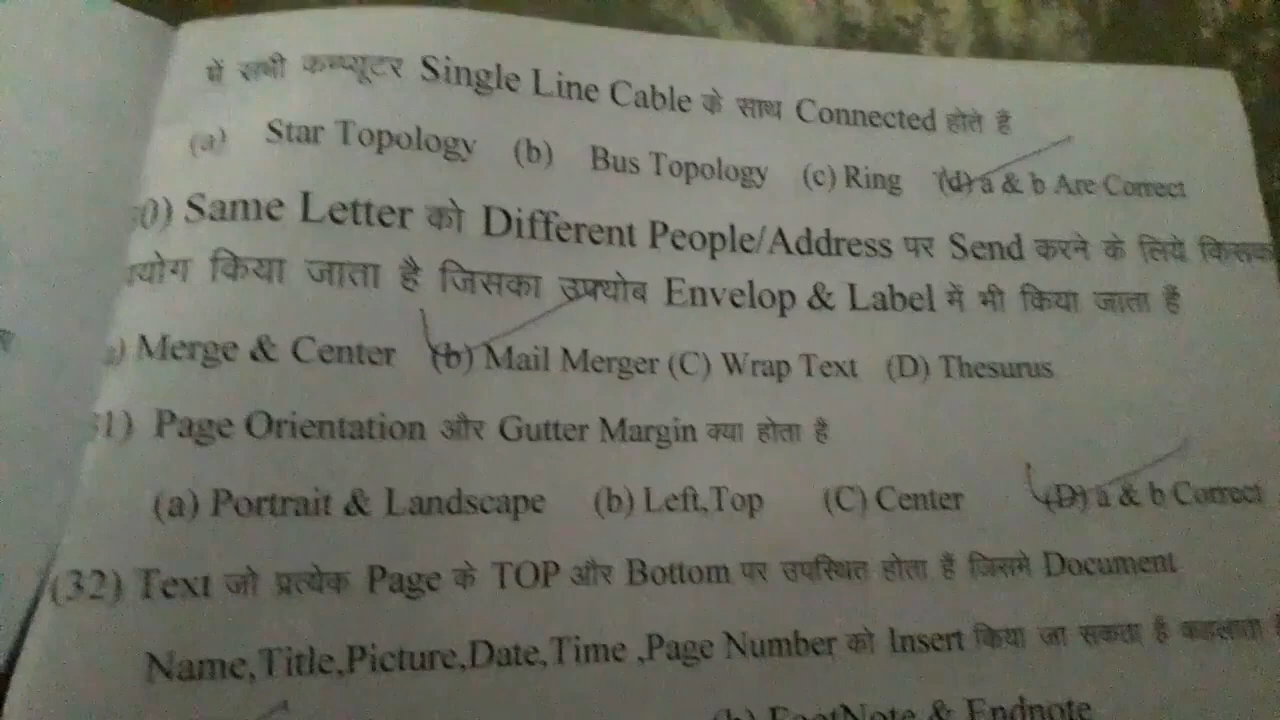 में सभी कम्प्यूटर Single Line Cable के साथ Connected होते हैं
(a) Star Topology (b) Bus Topology (c) Ring (d) a & b Are Correct
0) Same Letter को Different People/Address पर Send करने के लिये
किया जाता है जिसका उपयोब Envelop & Label में भी किया जाता हैं
) Merge & Center (b) Mail Merger (C) Wrap Text (D) Thesurus
1) Page Orientation और Gutter Margin क्या होता है
(a) Portrait & Landscape (b) Left,Top (C) Center (D) a & b Correct
(32) Text जो प्रत्येक Page के TOP और Bottom पर उपस्थित होता हैं जिसमे Document
Name,Title,Picture,Date,Time ,Page Number को Insert किया जा सकता है कहलाता
(b) FootNote & Endnote